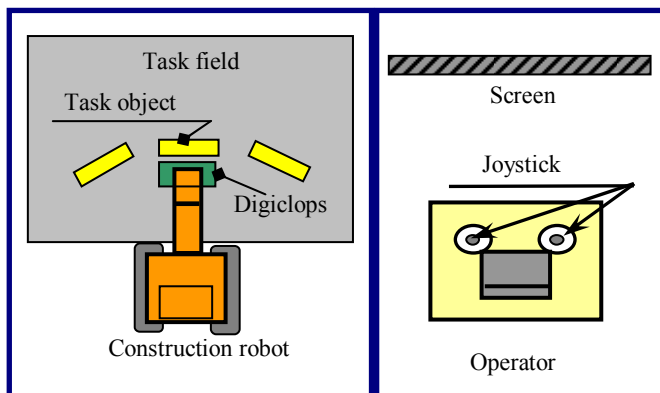 Task field
Task object
Digiclops
Construction robot
Screen
Joystick
Operator